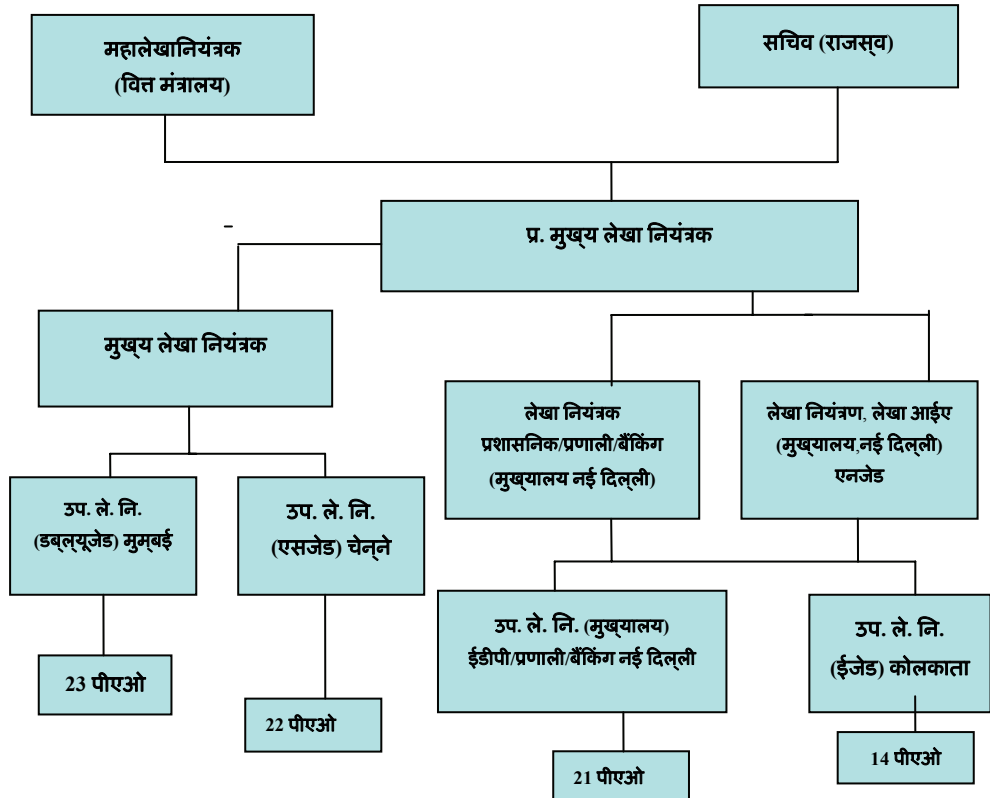 महालेखानियंत्रक
(वित्त मंत्रालय)
सचिव (राजस्व)
प्र. मुख्य लेखा नियंत्रक
मुख्य लेखा नियंत्रक
लेखा नियंत्रक
प्रशासनिक/प्रणाली/बैंकिंग
(मुख्यालय नई दिल्ली)
लेखा नियंत्रण, लेखा आईए
(मुख्यालय,नई दिल्ली)
एनजेड
उप. ले. नि.
(डब्ल्यूजेड) मुम्बई
उप. ले. नि.
(एसजेड) चेन्ने
उप. ले. नि. (मुख्यालय)
ईडीपी/प्रणाली/बैंकिंग नई दिल्ली
उप. ले. नि.
(ईजेड) कोलकाता
23 पीएओ
22 पीएओ
21 पीएओ
14 पीएओ